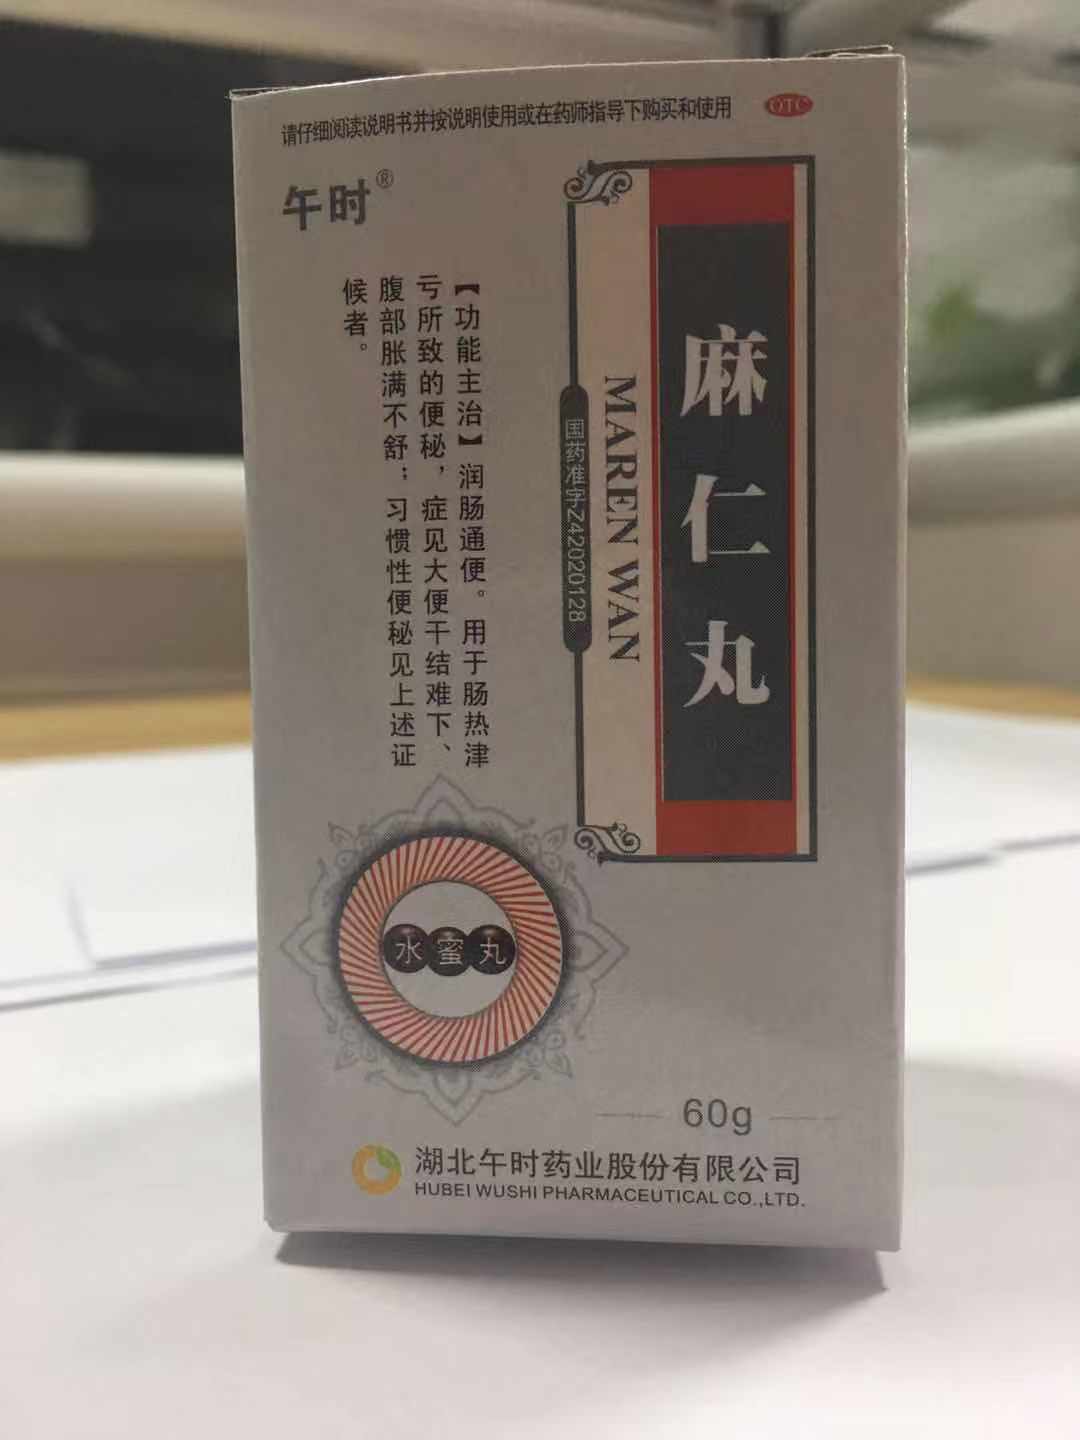 请仔细阅读说明书并按说明使用或在药师指导下购买和使用
OTC
午时®
麻仁丸
MAREN WAN
国药准字Z42020128
【功能主治】润肠通便。用于肠热津
亏所致的便秘，症见大便干结难下、
腹部胀满不舒；习惯性便秘见上述证
候者。
水蜜丸
60g
湖北午时药业股份有限公司
HUBEI WUSHI PHARMACEUTICAL CO.,LTD.